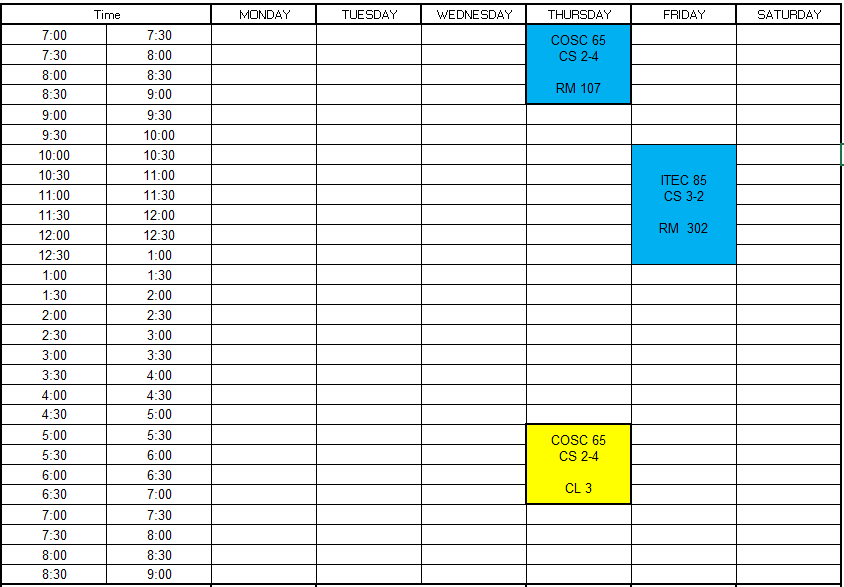 Time MONDAY TUESDAY WEDNESDAY THURSDAY FRIDAY SATURDAY
7:00 7:30
7:30 8:00
8:00 8:30
8:30 9:00
COSC 65
CS 2-4
RM 107
9:00 9:30
9:30 10:00
10:00 10:30
10:30 11:00
11:00 11:30
11:30 12:00
12:00 12:30
12:30 1:00
ITEC 85
CS 3-2
RM 302
1:00 1:30
1:30 2:00
2:00 2:30
2:30 3:00
3:00 3:30
3:30 4:00
4:00 4:30
4:30 5:00
5:00 5:30
5:30 6:00
6:00 6:30
6:30 7:00
COSC 65
CS 2-4
CL 3
7:00 7:30
7:30 8:00
8:00 8:30
8:30 9:00